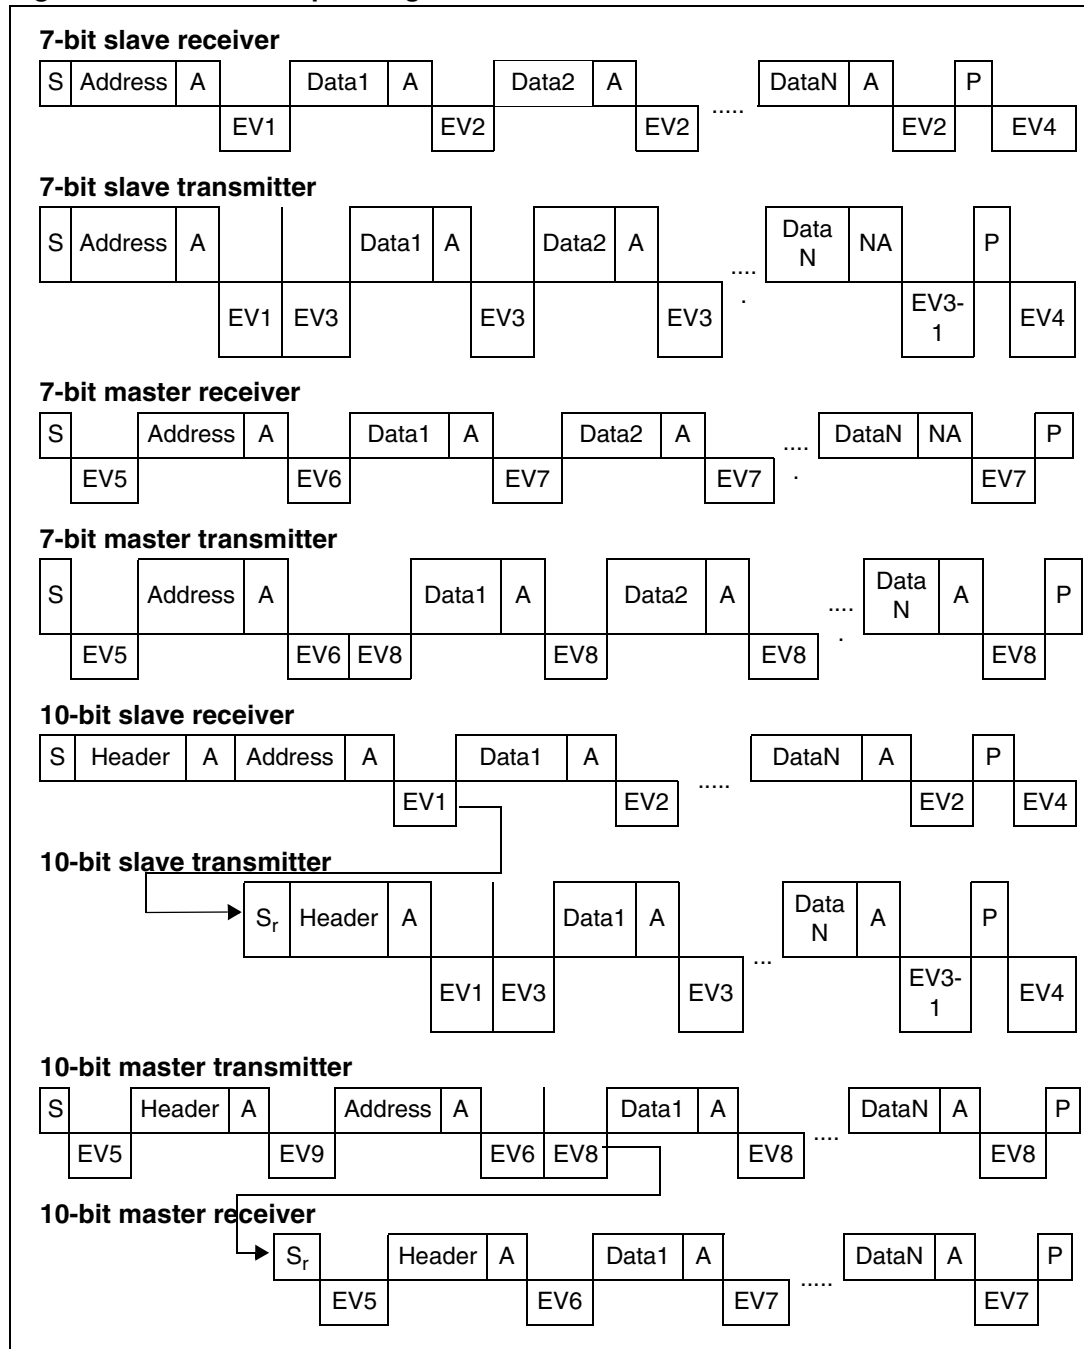 7-bit slave receiver
S Address A Data1 A Data2 A ..... DataN A P
EV1 EV2 EV2 EV2 EV4
7-bit slave transmitter
S Address A Data1 A Data2 A .... . Data N NA P
EV1 EV3 EV3 EV3 EV3-1 EV4
7-bit master receiver
S Address A Data1 A Data2 A .... . DataN NA P
EV5 EV6 EV7 EV7 EV7
7-bit master transmitter
S Address A Data1 A Data2 A .... . Data N A P
EV5 EV6 EV8 EV8 EV8 EV8
10-bit slave receiver
S Header A Address A Data1 A ..... DataN A P
EV1 EV2 EV2 EV4
10-bit slave transmitter
Sr Header A Data1 A ... Data N A P
EV1 EV3 EV3 EV3-1 EV4
10-bit master transmitter
S Header A Address A Data1 A .... DataN A P
EV5 EV9 EV6 EV8 EV8 EV8
10-bit master receiver
Sr Header A Data1 A ..... DataN A P
EV5 EV6 EV7 EV7